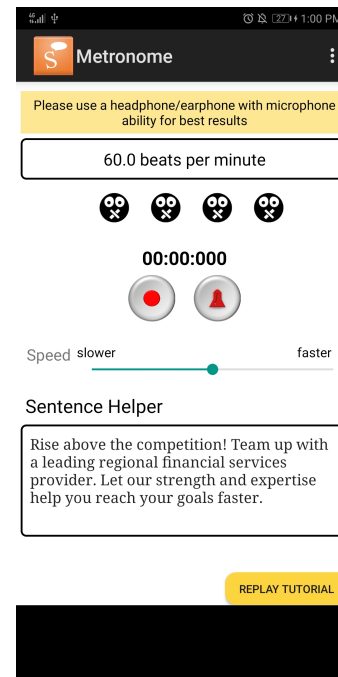 4G 27 1:00 PM
S Metronome
Please use a headphone/earphone with microphone
ability for best results
60.0 beats per minute
00:00:000
Speed slower faster
Sentence Helper
Rise above the competition! Team up with
a leading regional financial services
provider. Let our strength and expertise
help you reach your goals faster.
REPLAY TUTORIAL